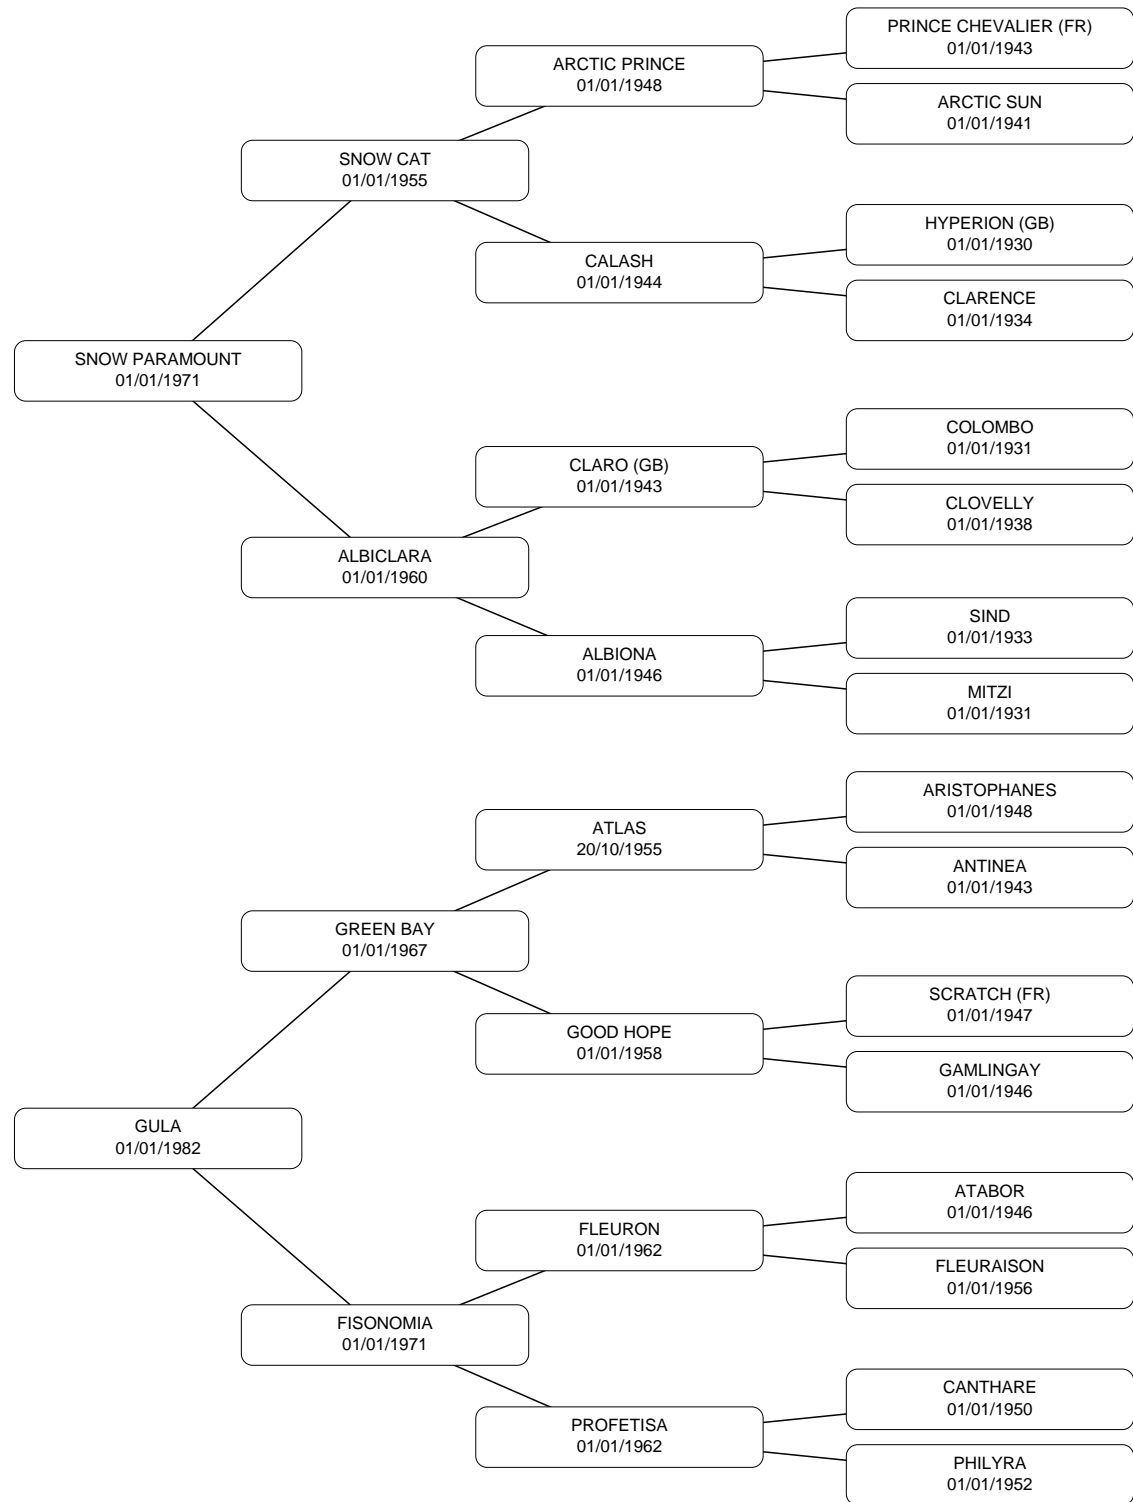 PRINCE CHEVALIER (FR)
01/01/1943
ARCTIC PRINCE
01/01/1948
ARCTIC SUN
01/01/1941
SNOW CAT
01/01/1955
HYPERION (GB)
01/01/1930
CALASH
01/01/1944
CLARENCE
01/01/1934
SNOW PARAMOUNT
01/01/1971
COLOMBO
01/01/1931
CLARO (GB)
01/01/1943
CLOVELLY
01/01/1938
ALBICLARA
01/01/1960
SIND
01/01/1933
ALBIONA
01/01/1946
MITZI
01/01/1931
ARISTOPHANES
01/01/1948
ATLAS
20/10/1955
ANTINEA
01/01/1943
GREEN BAY
01/01/1967
SCRATCH (FR)
01/01/1947
GOOD HOPE
01/01/1958
GAMLINGAY
01/01/1946
GULA
01/01/1982
ATABOR
01/01/1946
FLEURON
01/01/1962
FLEURAISON
01/01/1956
FISONOMIA
01/01/1971
CANTHARE
01/01/1950
PROFETISA
01/01/1962
PHILYRA
01/01/1952